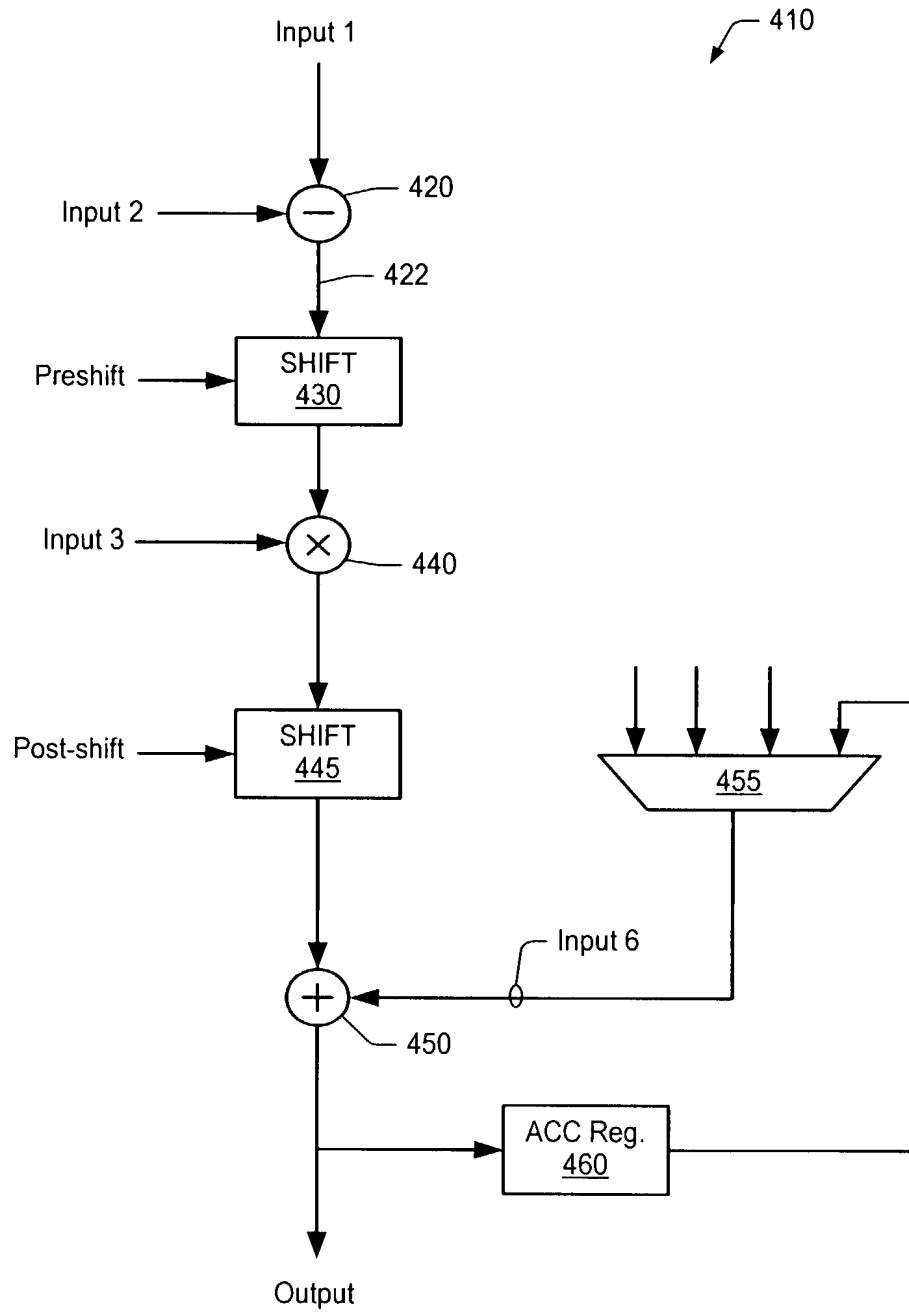 Input 1
410
420
Input 2
−
422
SHIFT
430
Preshift
Input 3
×
440
SHIFT
445
Post-shift
455
Input 6
+
450
ACC Reg.
460
Output